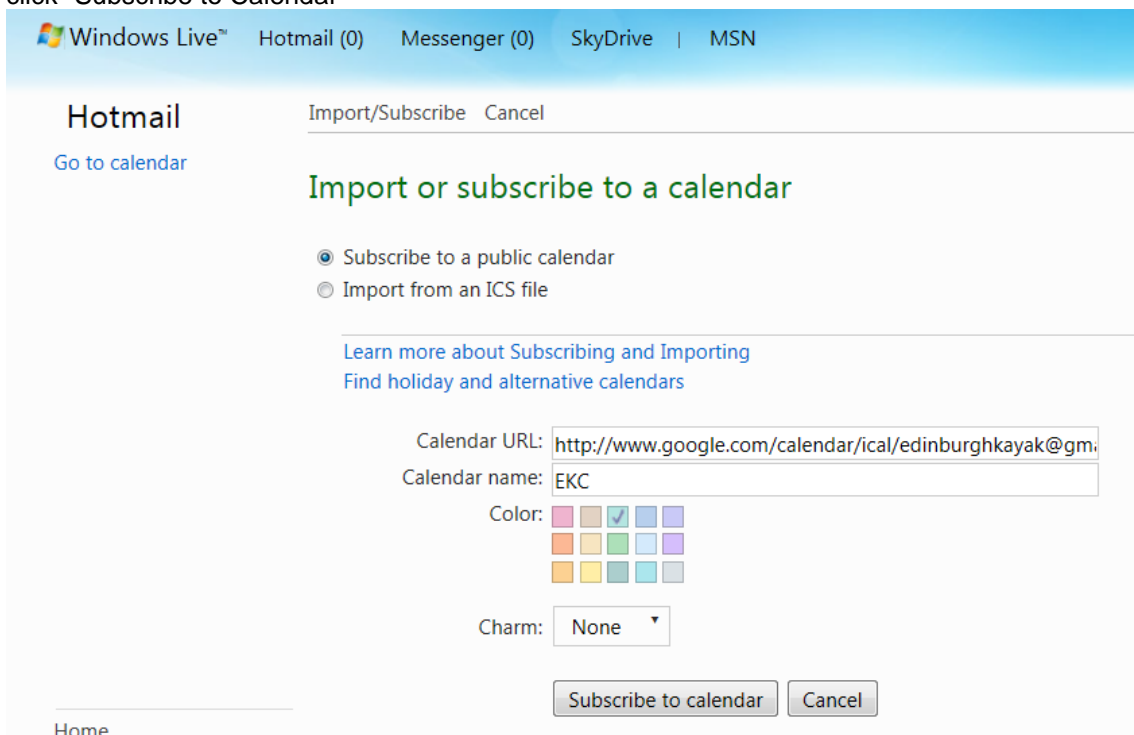 click "Subscribe to Calendar"
Windows Live™ Hotmail (0) Messenger (0) SkyDrive | MSN
Hotmail
Import/Subscribe Cancel
Go to calendar
Import or subscribe to a calendar
Subscribe to a public calendar
Import from an ICS file
Learn more about Subscribing and Importing
Find holiday and alternative calendars
Calendar URL: http://www.google.com/calendar/ical/edinburghkayak@gma
Calendar name: EKC
Color:
Charm: None
Subscribe to calendar Cancel
Home